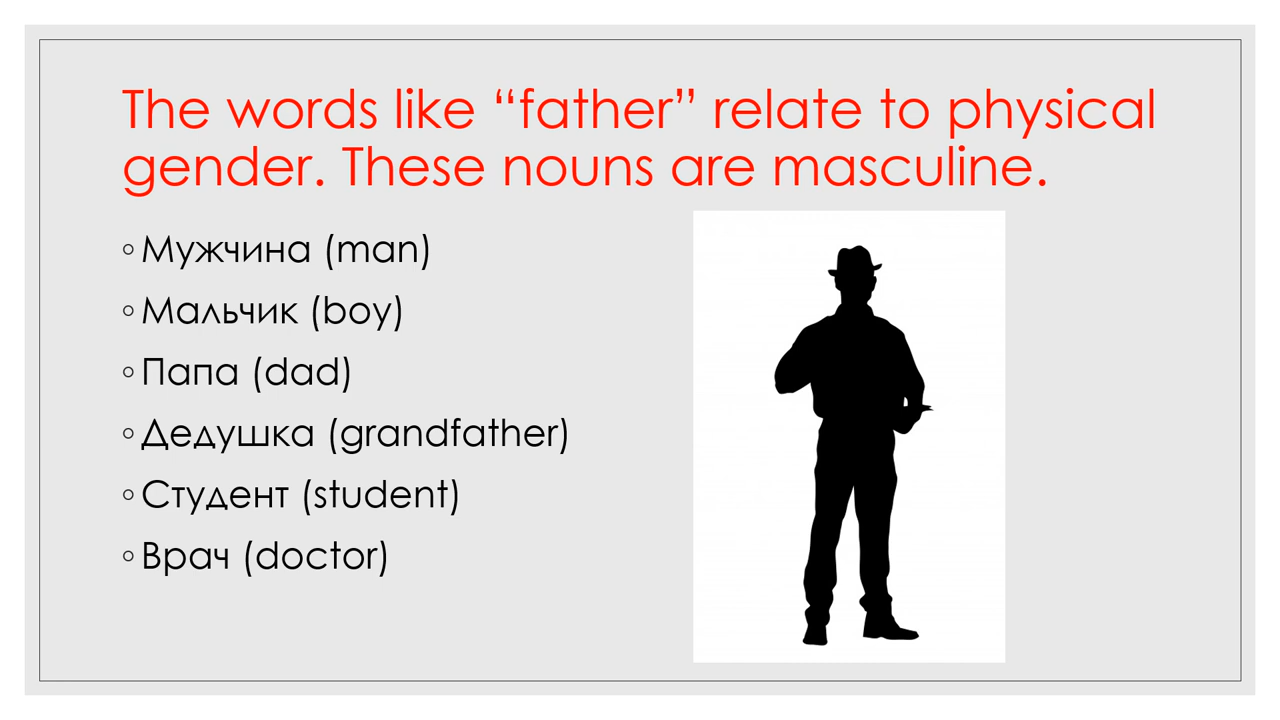 The words like “father” relate to physical
gender. These nouns are masculine.
◦Мужчина (man)
◦Мальчик (boy)
◦Папа (dad)
◦Дедушка (grandfather)
◦Студент (student)
◦Врач (doctor)